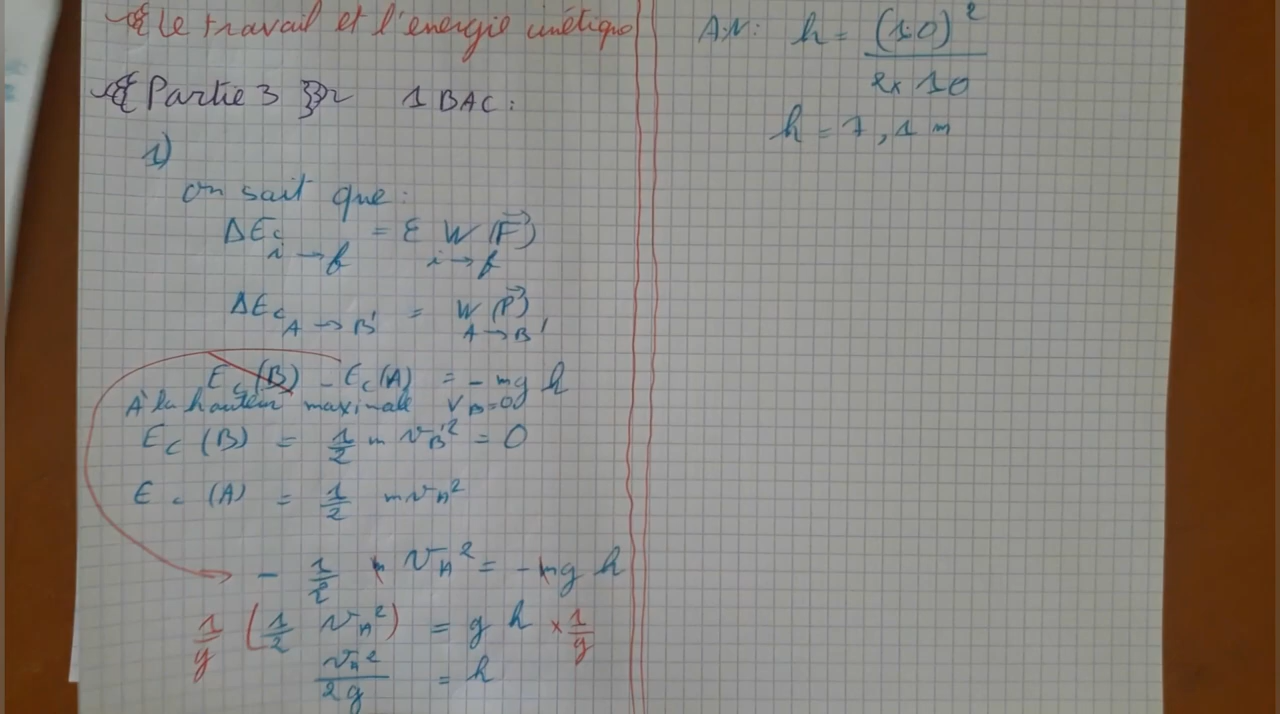 Le travail et l'énergie cinétique
{Partie 3} 1 BAC :
1)
on sait que :
ΔEc i→f = Σ W(F⃗) i→f
ΔEc A→B' = W(P⃗) A→B'
Ec(B) - Ec(A) = -mg h
À la hauteur maximale VB=0
Ec(B) = 1/2 m vB² = 0
Ec(A) = 1/2 m vA²
- 1/2 m vA² = -mg h
1/g (1/2 vA²) = g h × 1/g
vA²/2g = h
A.N: h = (10)²/2×10
h = 7,1 m